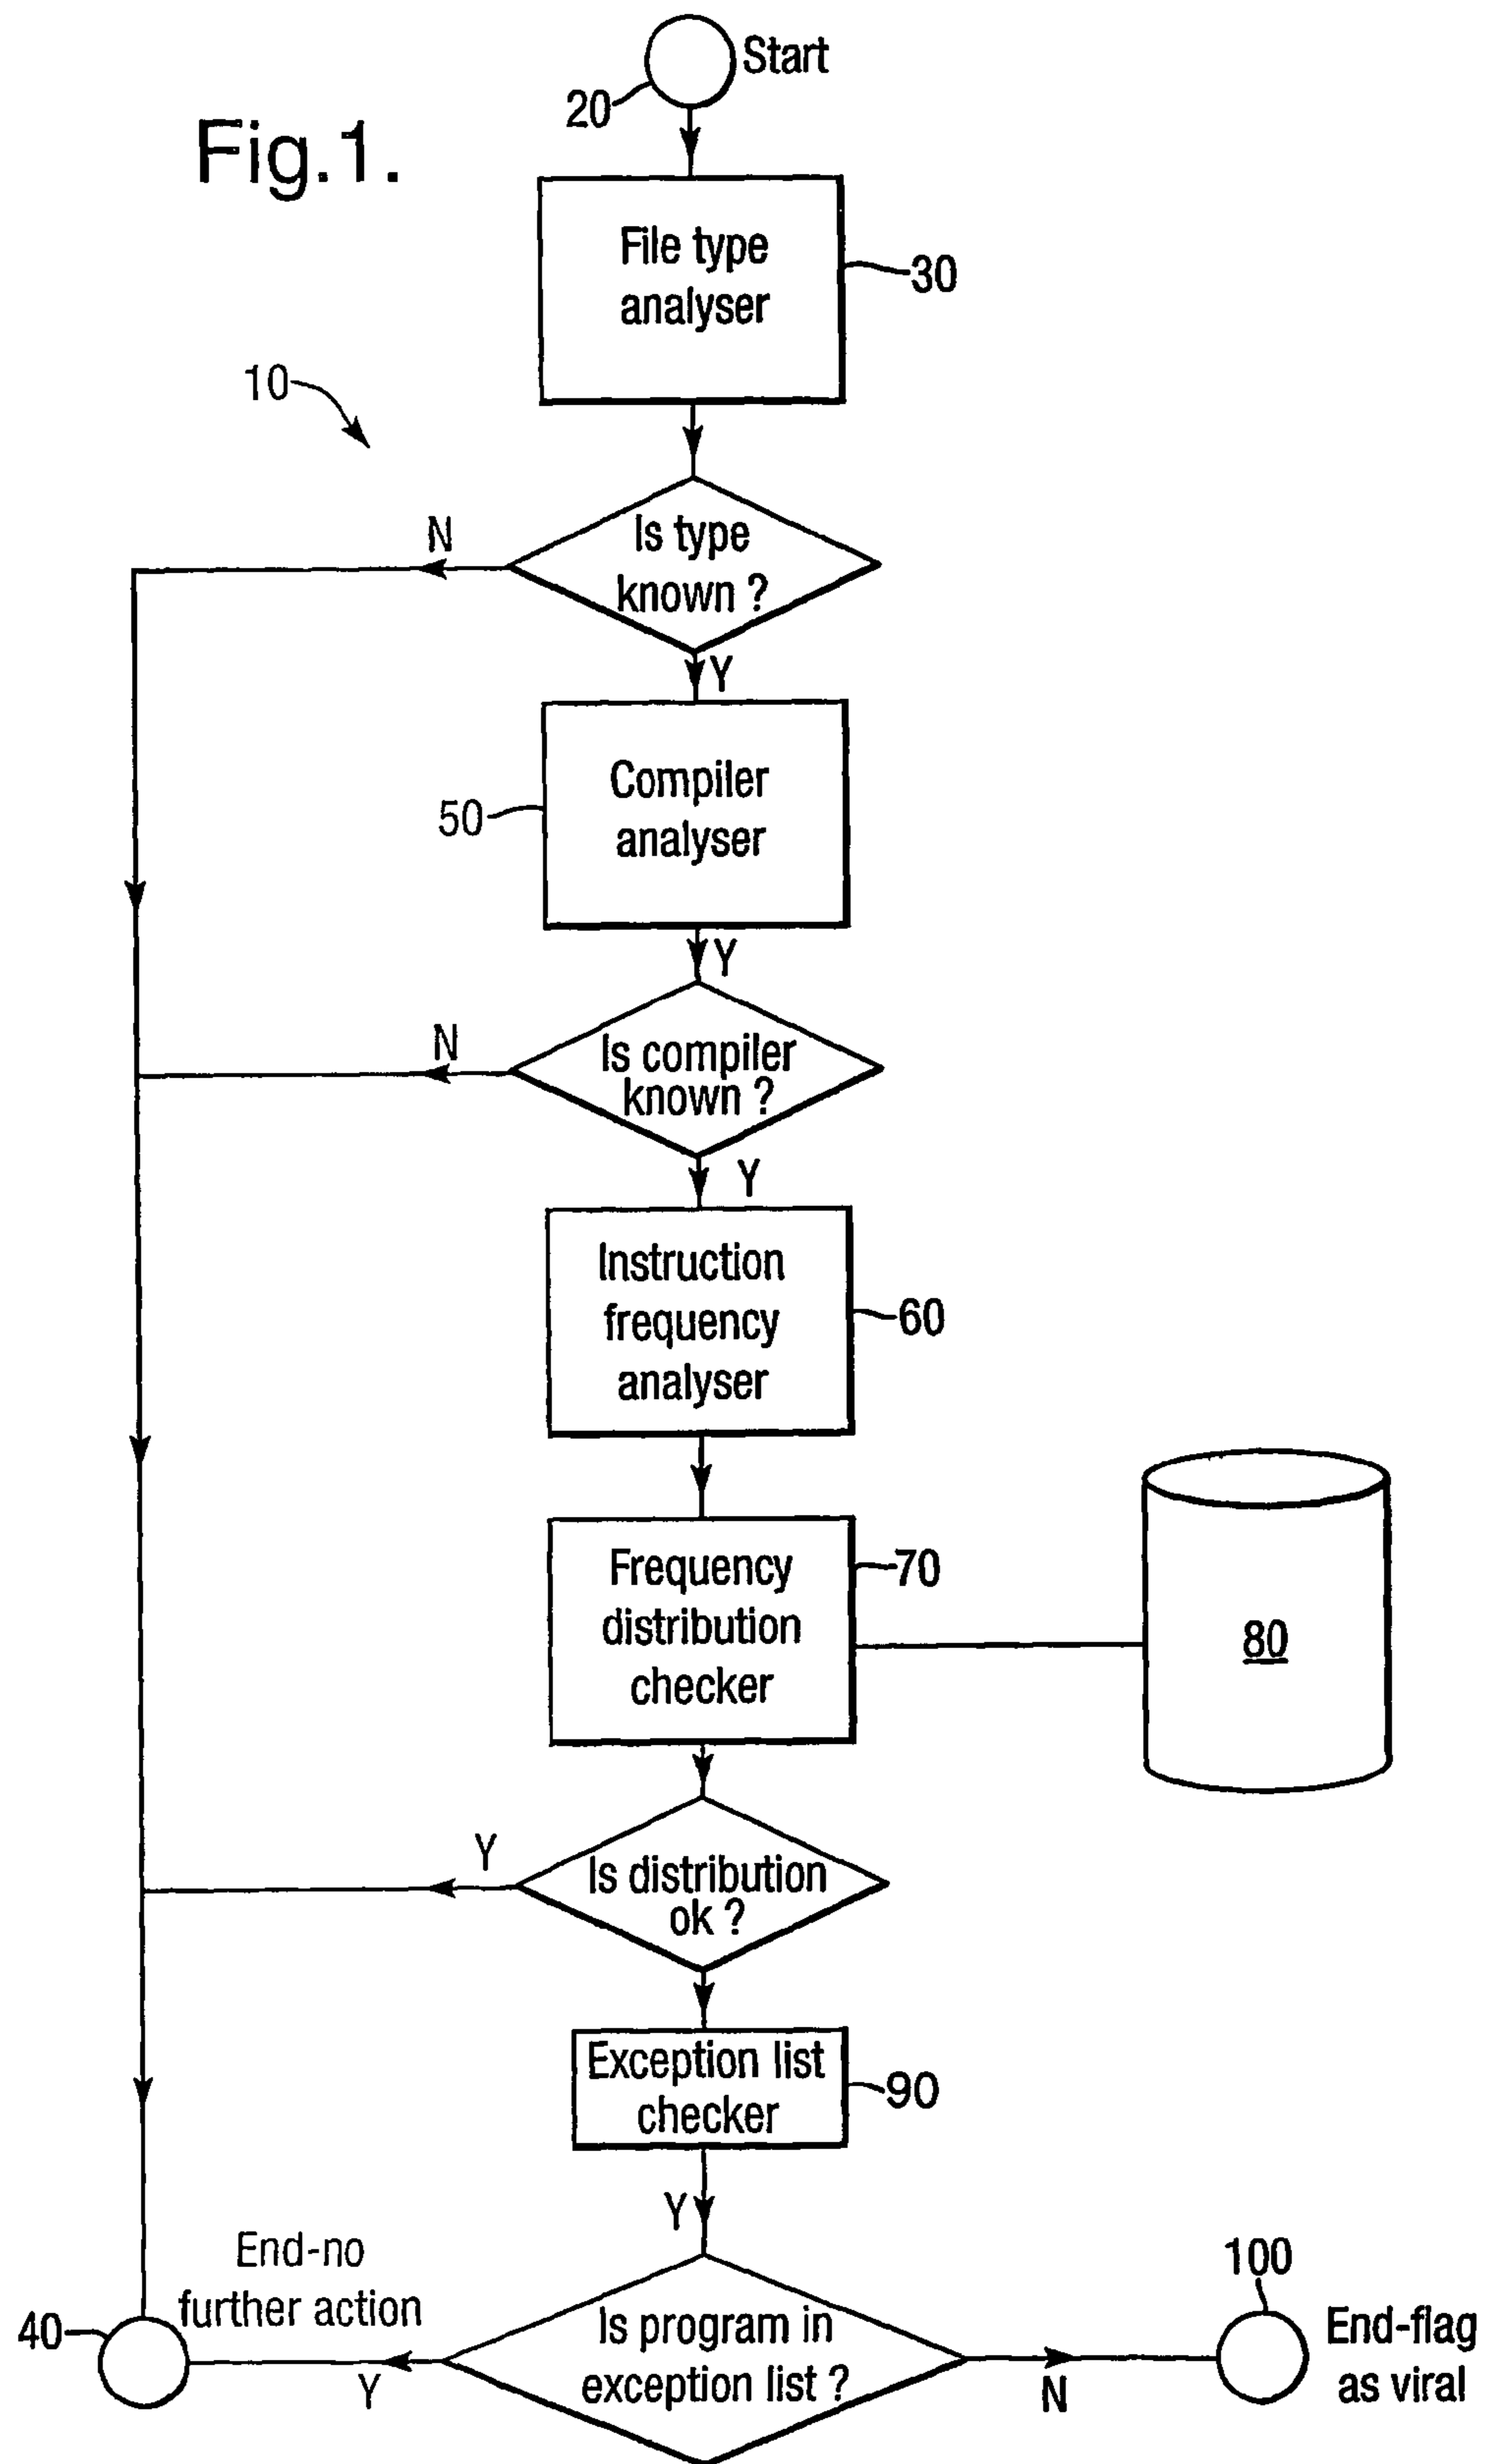 Start
20
Fig.1.
File type
analyser
30
10
Is type
known ?
N
Y
Compiler
analyser
50
Y
Is compiler
known ?
N
Y
Instruction
frequency
analyser
60
Frequency
distribution
checker
70
80
Y
Is distribution
ok ?
Exception list
checker
90
Y
End-no
further action
40
Y
Is program in
exception list ?
N
100
End-flag
as viral